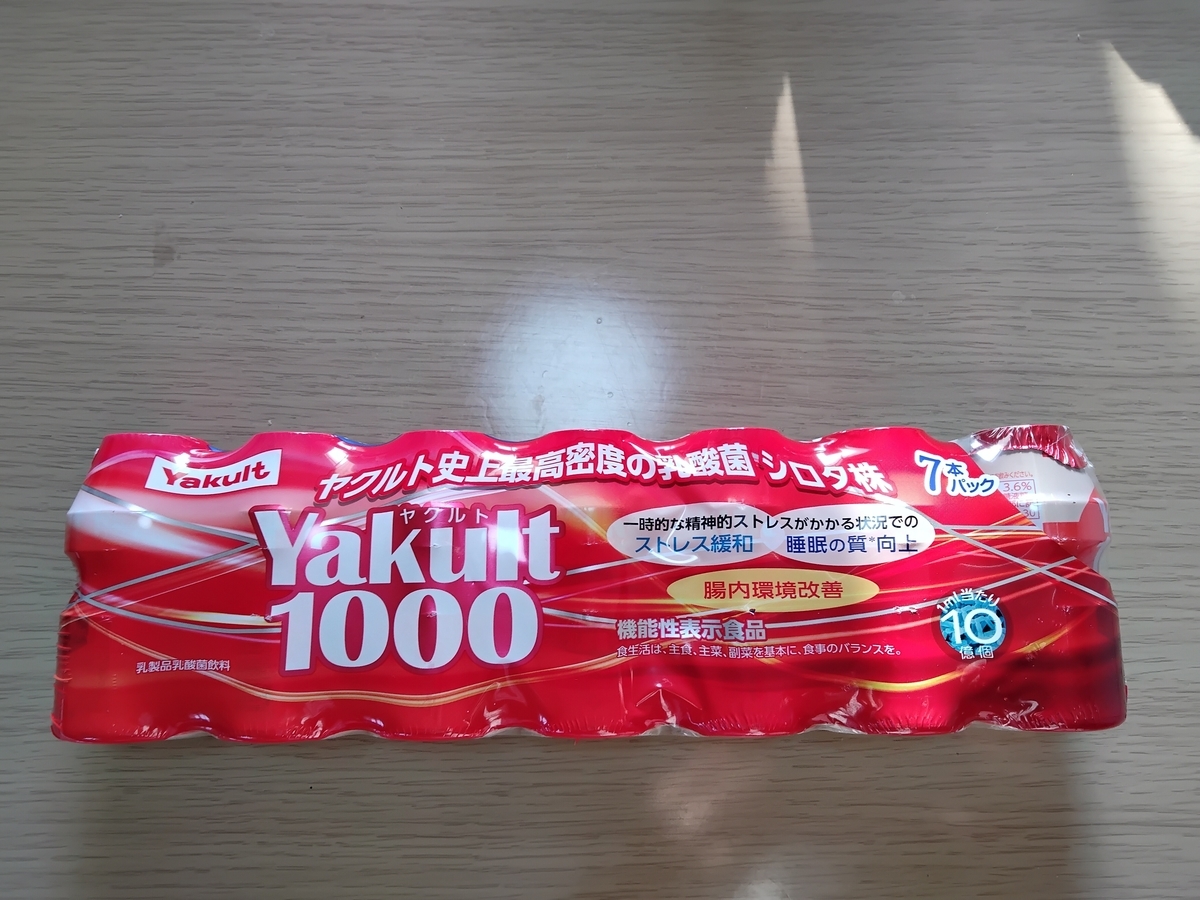 Yakult
ヤクルト史上最高密度の乳酸菌 シロタ株
7本パック
ヤクルト
Yakult
1000
一時的な精神的ストレスがかかる状況での
ストレス緩和 睡眠の質*向上
腸内環境改善
機能性表示食品
食生活は、主食、主菜、副菜を基本に、食事のバランスを。
乳製品乳酸菌飲料
1ml当たり
10
億個
3.6%